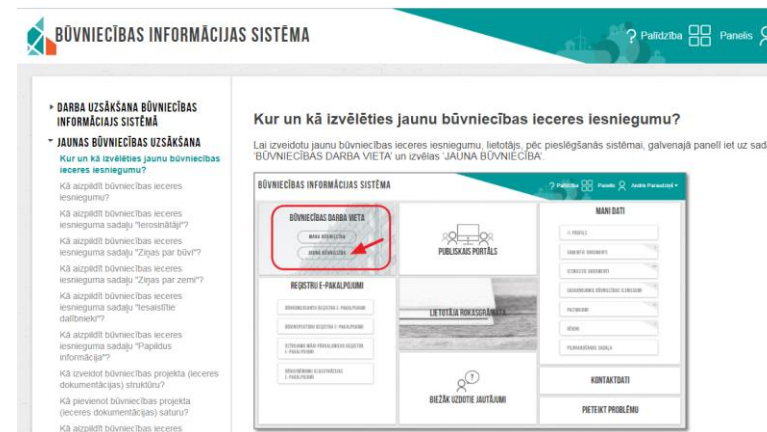 BŪVNIECĪBAS INFORMĀCIJAS SISTĒMA
? Palīdzība
Panelis
DARBA UZSĀKŠANA BŪVNIECĪBAS
INFORMĀCIAJS SISTĒMĀ
JAUNAS BŪVNIECĪBAS UZSĀKŠANA
Kur un kā izvēlēties jaunu būvniecības
ieceres iesniegumu?
Kā aizpildīt būvniecības ieceres
iesniegumu?
Kā aizpildīt būvniecības ieceres
iesnieguma sadaļu "Ierosinātāji"?
Kā aizpildīt būvniecības ieceres
iesnieguma sadaļu "Ziņas par būvi"?
Kā aizpildīt būvniecības ieceres
iesnieguma sadaļu "Ziņas par zemi"?
Kā aizpildīt būvniecības ieceres
iesnieguma sadaļu "Iesaistītie
dalībnieki"?
Kā aizpildīt būvniecības ieceres
iesnieguma sadaļu "Papildus
informācija"?
Kā izveidot būvniecības projekta (ieceres
dokumentācijas) struktūru?
Kā pievienot būvniecības projekta
(ieceres dokumentācijas) saturu?
Kā aizpildīt būvniecības ieceres
Kur un kā izvēlēties jaunu būvniecības ieceres iesniegumu?
Lai izveidotu jaunu būvniecības ieceres iesniegumu, lietotājs, pēc pieslēgšanās sistēmai, galvenajā panelī iet uz sad
'BŪVNIECĪBAS DARBA VIETA' un izvēlas 'JAUNA BŪVNIECĪBA'.
BŪVNIECĪBAS INFORMĀCIJAS SISTĒMA
? Palīdzība
Panelis
BŪVNIECĪBAS DARBA VIETA
MANA BŪVNIECĪBA
JAUNA BŪVNIECĪBA
PUBLISKAIS PORTĀLS
MANI DATI
E-PROFILS
REĢISTRU E-PAKALPOJUMI
LIETOTĀJA ROKASGRĀMATA
BIEŽĀK UZDOTIE JAUTĀJUMI
KONTAKTDATI
PIETEIKT PROBLĒMU